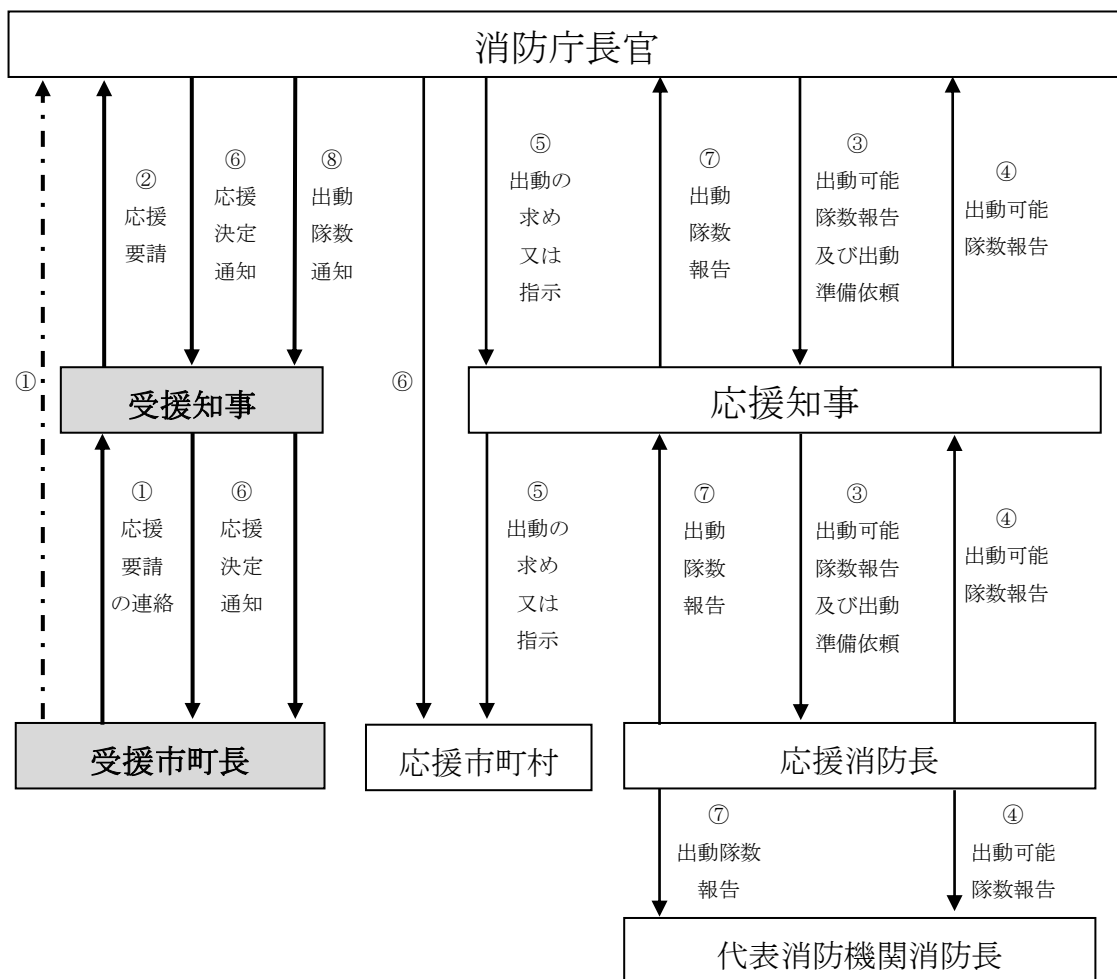 消防庁長官
②
応援
要請
⑥
応援
決定
通知
⑧
出動
隊数
通知
⑤
出動の
求め
又は
指示
⑦
出動
隊数
報告
③
出動可能
隊数報告
及び出動
準備依頼
④
出動可能
隊数報告
①
受援知事
⑥
応援知事
①
応援
要請
の連絡
⑥
応援
決定
通知
⑤
出動の
求め
又は
指示
⑦
出動
隊数
報告
③
出動可能
隊数報告
及び出動
準備依頼
④
出動可能
隊数報告
受援市町長
応援市町村
応援消防長
⑦
出動隊数
報告
④
出動可能
隊数報告
代表消防機関消防長